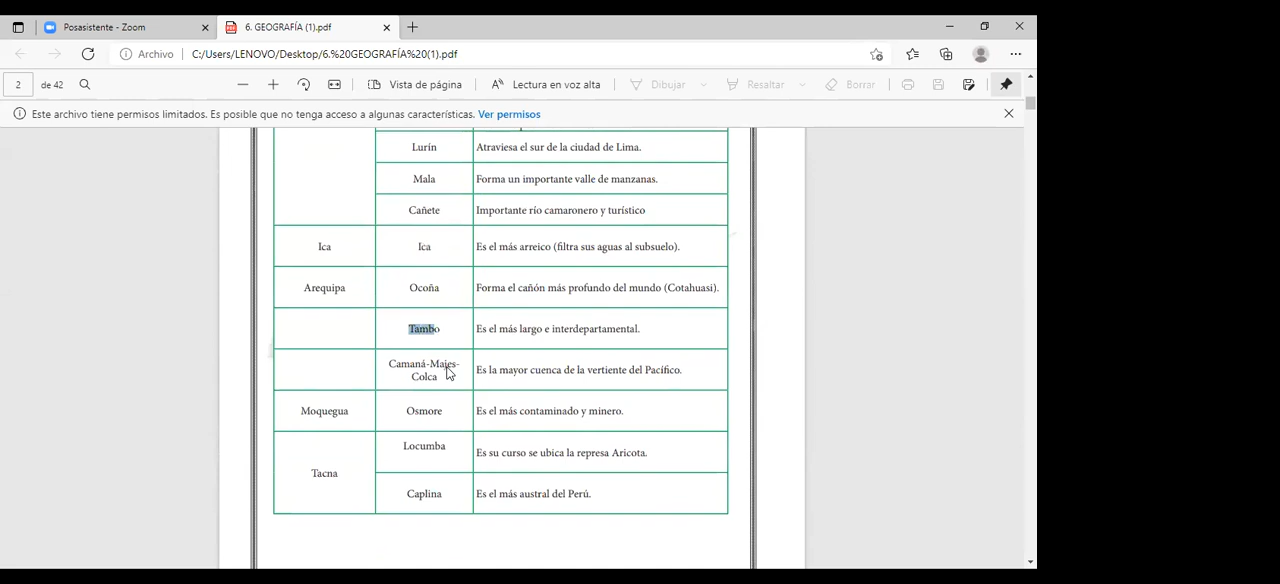 Posasistente - Zoom
6. GEOGRAFÍA (1).pdf
Archivo
C:/Users/LENOVO/Desktop/6.%20GEOGRAFÍA%20(1).pdf
2 de 42
Vista de página
Lectura en voz alta
Dibujar
Resaltar
Borrar
Este archivo tiene permisos limitados. Es posible que no tenga acceso a algunas características. Ver permisos
Lurín
Atraviesa el sur de la ciudad de Lima.
Mala
Forma un importante valle de manzanas.
Cañete
Importante río camaronero y turístico
Ica
Ica
Es el más arreico (filtra sus aguas al subsuelo).
Arequipa
Ocoña
Forma el cañón más profundo del mundo (Cotahuasi).
Tambo
Es el más largo e interdepartamental.
Camaná-Majes-
Colca
Es la mayor cuenca de la vertiente del Pacífico.
Moquegua
Osmore
Es el más contaminado y minero.
Tacna
Locumba
Es su curso se ubica la represa Aricota.
Caplina
Es el más austral del Perú.